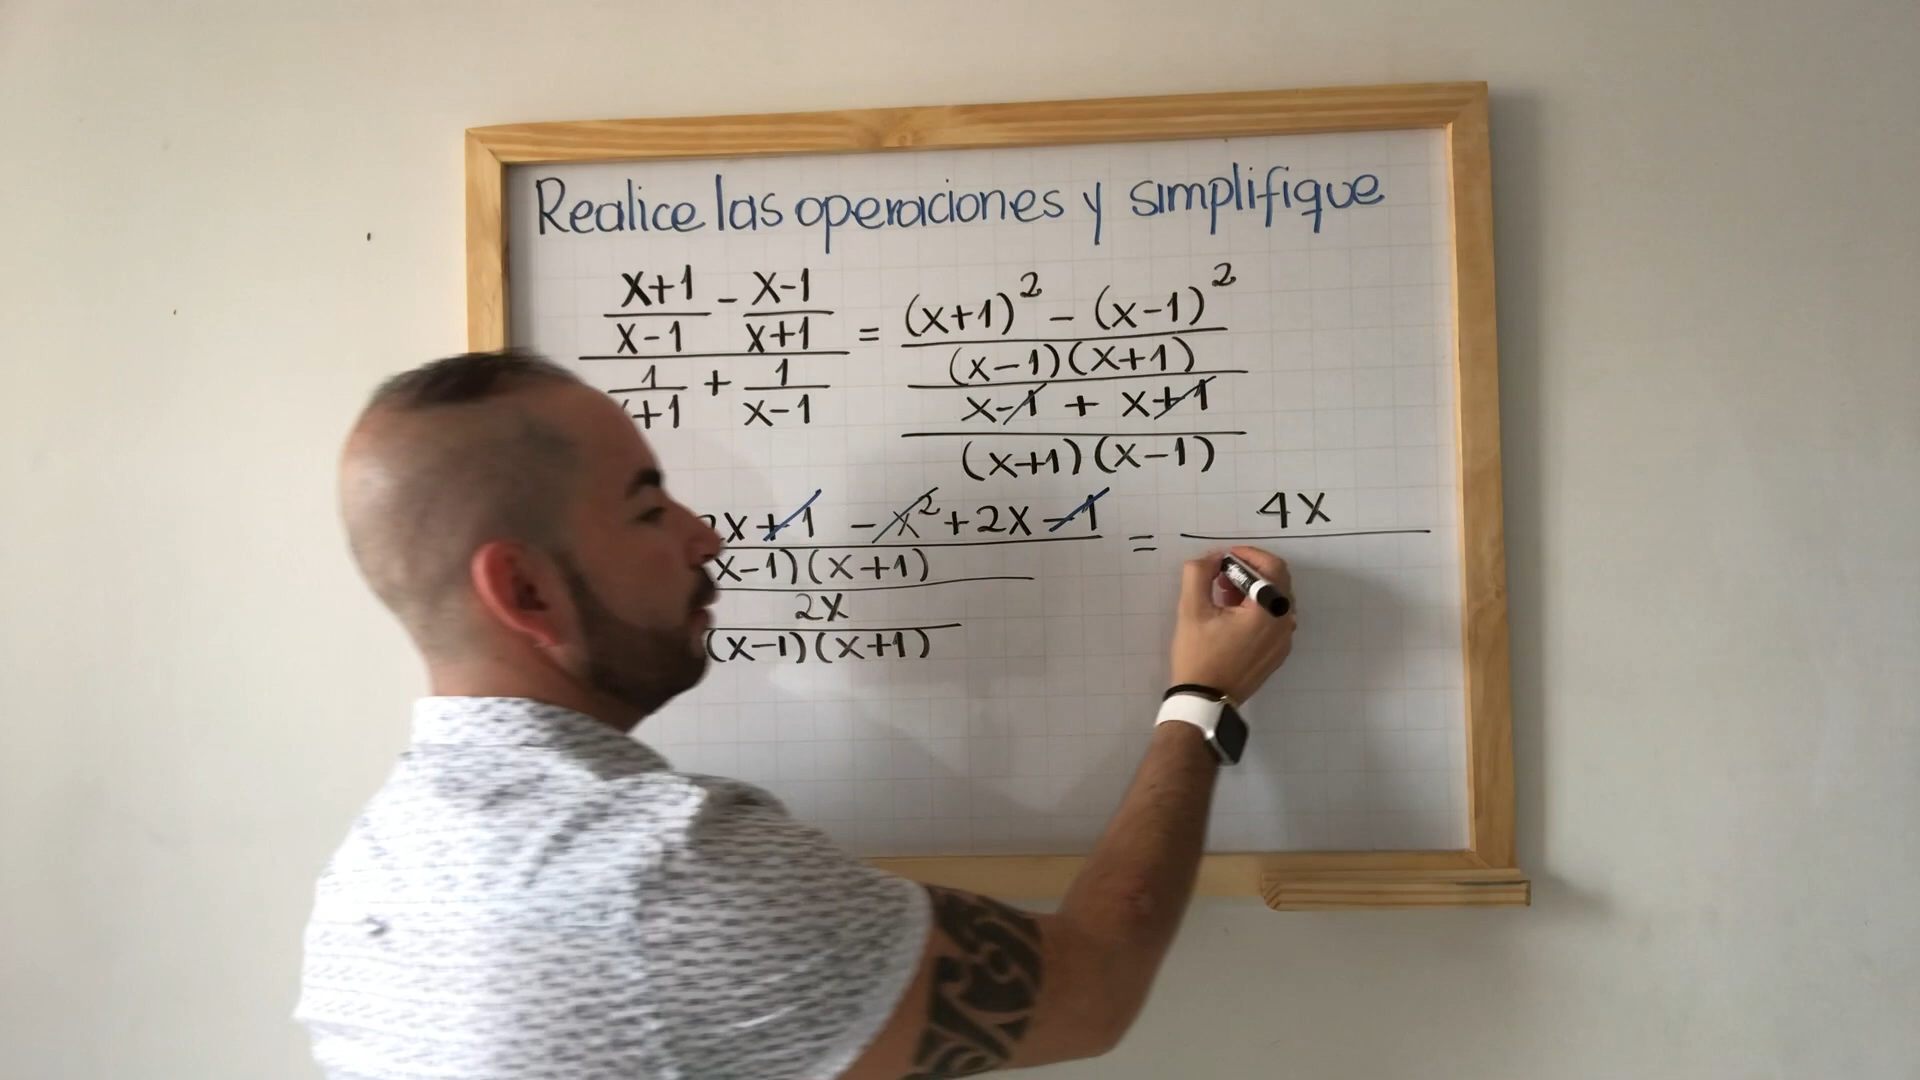 Realice las operaciones y simplifique
x+1 - x-1 (x+1)² - (x-1)²
x-1 x+1 = (x-1)(x+1)
1 + 1 x-1 + x+1
+1 x-1 (x+1)(x-1)
2x+1 - x² + 2x - 1 = 4x
x-1)(x+1)
2x
(x-1)(x+1)